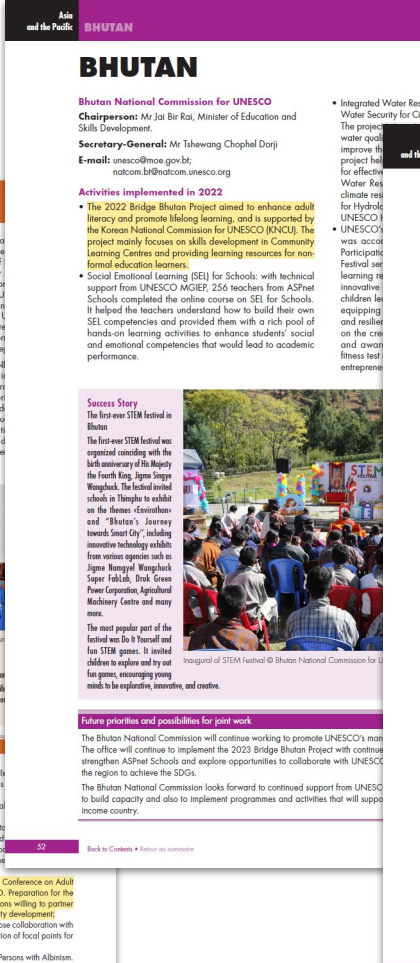 Asia
and the Pacific
BHUTAN
BHUTAN
Bhutan National Commission for UNESCO
Chairperson: Mr Jai Bir Rai, Minister of Education and
Skills Development.
Secretary-General: Mr Tshewang Chophel Dorji
E-mail: unesco@moe.gov.bt;
natcom.bt@natcom.unesco.org
Activities implemented in 2022
• The 2022 Bridge Bhutan Project aimed to enhance adult
literacy and promote lifelong learning, and is supported by
the Korean National Commission for UNESCO (KNCU). The
project mainly focuses on skills development in Community
Learning Centres and providing learning resources for non-
formal education learners.
• Social Emotional Learning (SEL) for Schools: with technical
support from UNESCO MGIEP, 256 teachers from ASPnet
Schools completed the online course on SEL for Schools.
It helped the teachers understand how to build their own
SEL competencies and provided them with a rich pool of
hands-on learning activities to enhance students' social
and emotional competencies that would lead to academic
performance.
• Integrated Water Res
Water Security for Ci
The project
water quali
improve th
project hel
for effective
Water Res
climate resi
for Hydrolo
UNESCO H
• UNESCO's
was accor
Participatio
Festival ser
learning re
innovative
children le
equipping
and resilien
on the cre
and aware
fitness test
entreprene
and th
Success Story
The first-ever STEM festival in
Bhutan
The first-ever STEM festival was
organized coinciding with the
birth anniversary of His Majesty
the Fourth King, Jigme Singye
Wangchuck. The festival invited
schools in Thimphu to exhibit
on the themes «Envirothon»
and "Bhutan's Journey
towards Smart City", including
innovative technology exhibits
from various agencies such as
Jigme Namgyel Wangchuck
Super FabLab, Druk Green
Power Corporation, Agricultural
Machinery Centre and many
more.
The most popular part of the
festival was Do It Yourself and
fun STEM games. It invited
children to explore and try out
fun games, encouraging young
minds to be explorative, innovative, and creative.
STEM
FESTIVAL
Inaugural of STEM Festival © Bhutan National Commission for U
Future priorities and possibilities for joint work
The Bhutan National Commission will continue working to promote UNESCO's man
The office will continue to implement the 2023 Bridge Bhutan Project with continue
strengthen ASPnet Schools and explore opportunities to collaborate with UNESCO
the region to achieve the SDGs.
The Bhutan National Commission looks forward to continued support from UNESC
to build capacity and also to implement programmes and activities that will suppo
income country.
52
Back to Contents • Retour au sommaire
Conference on Adult
D. Preparation for the
ons willing to partner
ty development;
ose collaboration with
tion of focal points for
Persons with Albinism.